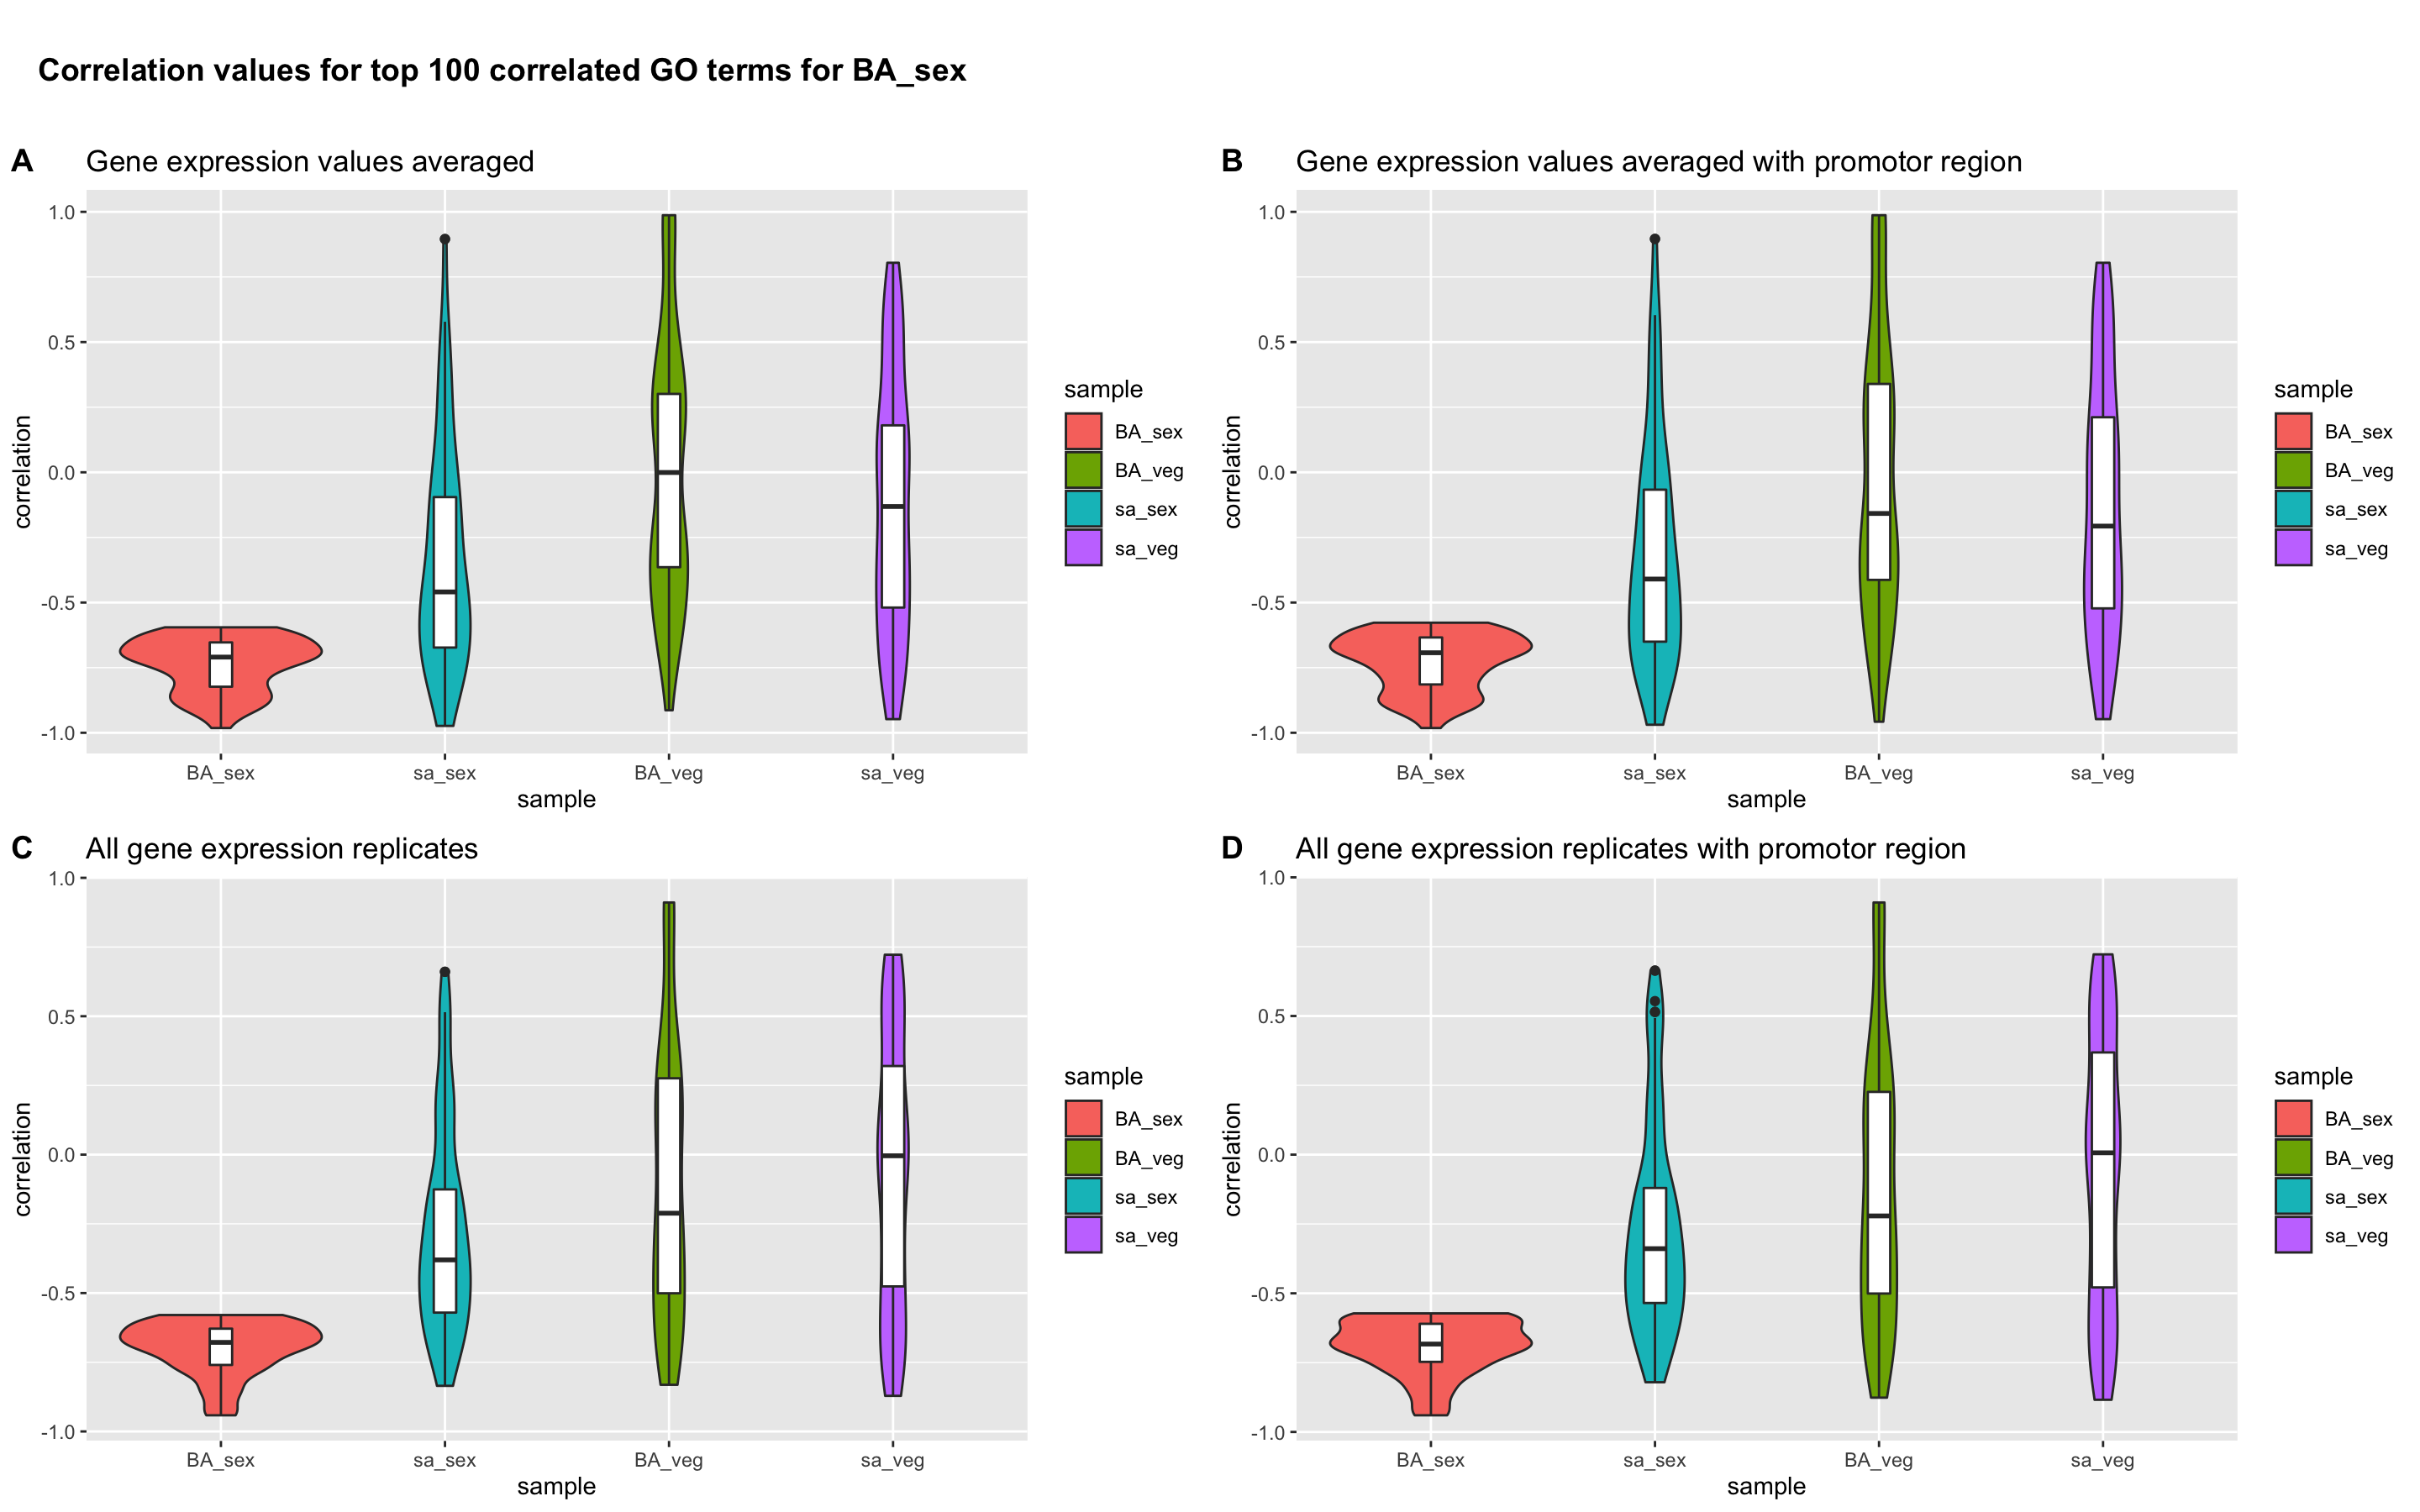 Correlation values for top 100 correlated GO terms for BA_sex
A Gene expression values averaged
1.0
0.5
0.0
-0.5
-1.0
correlation
BA_sex sa_sex BA_veg sa_veg
sample
sample
BA_sex
BA_veg
sa_sex
sa_veg
B Gene expression values averaged with promotor region
1.0
0.5
0.0
-0.5
-1.0
correlation
BA_sex sa_sex BA_veg sa_veg
sample
sample
BA_sex
BA_veg
sa_sex
sa_veg
C All gene expression replicates
1.0
0.5
0.0
-0.5
-1.0
correlation
BA_sex sa_sex BA_veg sa_veg
sample
sample
BA_sex
BA_veg
sa_sex
sa_veg
D All gene expression replicates with promotor region
1.0
0.5
0.0
-0.5
-1.0
correlation
BA_sex sa_sex BA_veg sa_veg
sample
sample
BA_sex
BA_veg
sa_sex
sa_veg